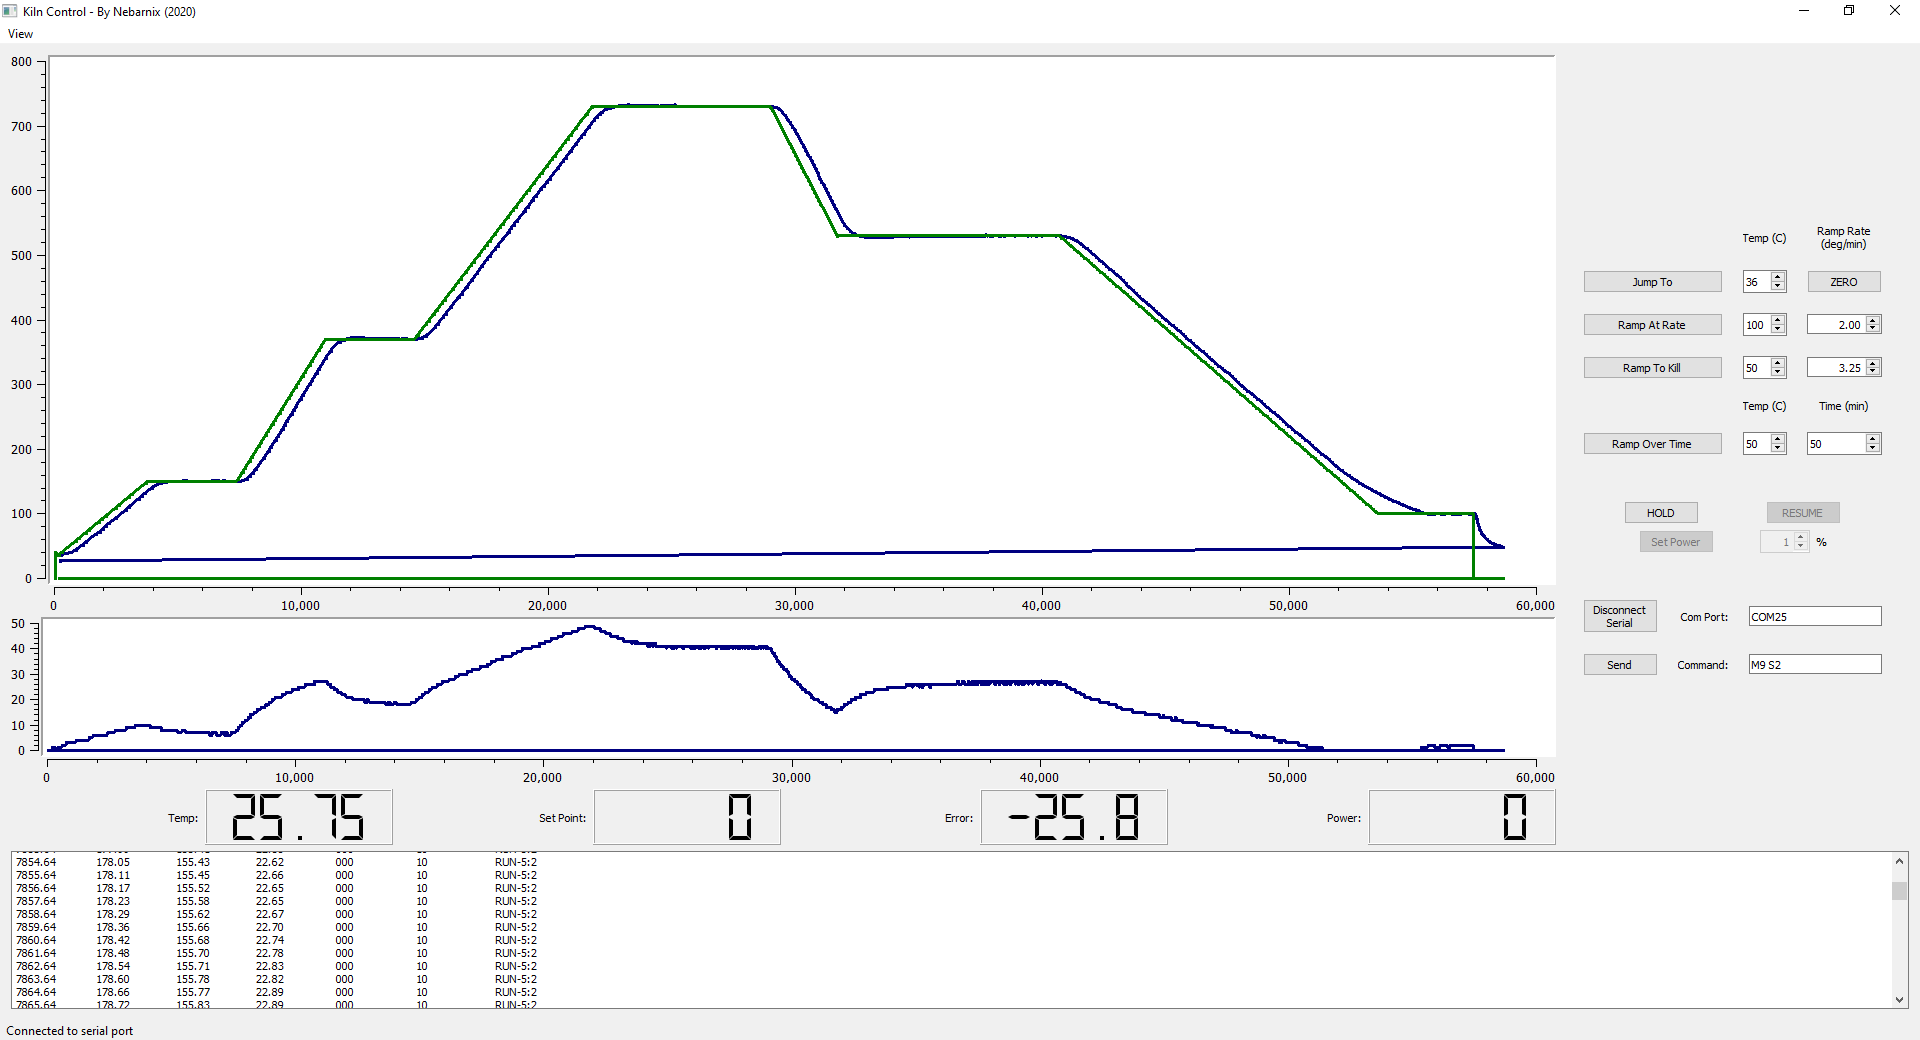 Kiln Control - By Nebarnix (2020)
View
800
700
600
500
400
300
200
100
0
0 10,000 20,000 30,000 40,000 50,000 60,000
50
40
30
20
10
0
0 10,000 20,000 30,000 40,000 50,000 60,000
Temp (C) Ramp Rate (deg/min)
Jump To 36 ZERO
Ramp At Rate 100 2.00
Ramp To Kill 50 3.25
Temp (C) Time (min)
Ramp Over Time 50 50
HOLD RESUME
Set Power 1 %
Disconnect Serial Com Port: COM25
Send Command: M9 S2
Temp: 25.75 Set Point: 0 Error: -25.8 Power: 0
7854.64 178.05 155.43 22.62 000 10 RUN-5:2
7855.64 178.11 155.45 22.66 000 10 RUN-5:2
7856.64 178.17 155.52 22.65 000 10 RUN-5:2
7857.64 178.23 155.58 22.65 000 10 RUN-5:2
7858.64 178.29 155.62 22.67 000 10 RUN-5:2
7859.64 178.36 155.66 22.70 000 10 RUN-5:2
7860.64 178.42 155.68 22.74 000 10 RUN-5:2
7861.64 178.48 155.70 22.78 000 10 RUN-5:2
7862.64 178.54 155.71 22.83 000 10 RUN-5:2
7863.64 178.60 155.78 22.82 000 10 RUN-5:2
7864.64 178.66 155.77 22.89 000 10 RUN-5:2
7865.64 178.72 155.83 22.89 000 10 RUN-5:2
Connected to serial port